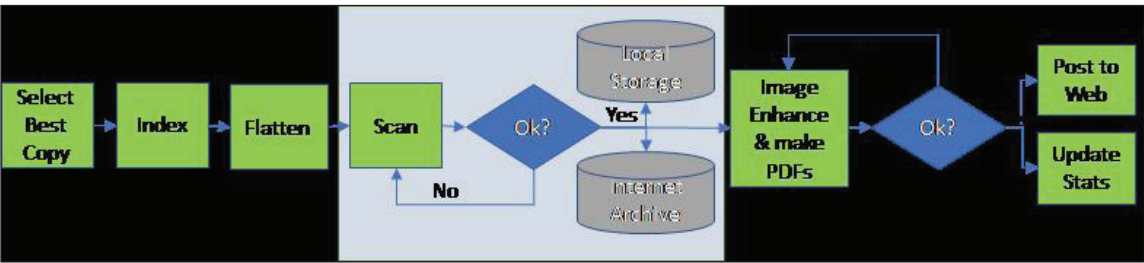 Select
Best
Copy
Index
Flatten
Scan
Ok?
No
Yes
Local
Storage
Internet
Archive
Image
Enhance
& make
PDFs
Ok?
Post to
Web
Update
Stats